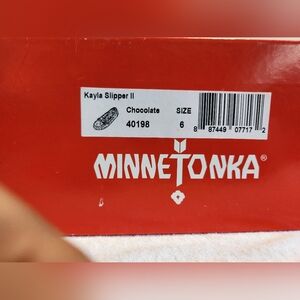 Kayla Slipper II
Chocolate SIZE
40198 6
8 87449 07717 2
MINNETONKA®